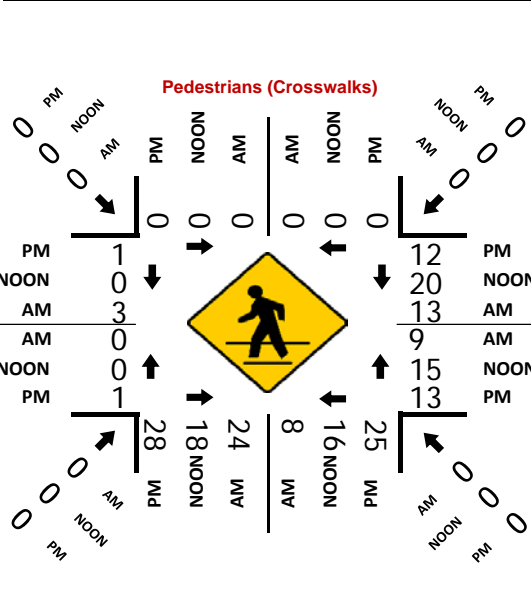 Pedestrians (Crosswalks)
PM NOON AM
0 0 0
PM NOON AM AM NOON PM
0 0 0 0 0 0
PM NOON AM
0 0 0
PM 1 12 PM
NOON 0 20 NOON
AM 3 13 AM
AM 0 9 AM
NOON 0 15 NOON
PM 1 13 PM
28 18 24 8 16 25
PM NOON AM AM NOON PM
0 0 0
AM NOON PM
0 0 0
AM NOON PM